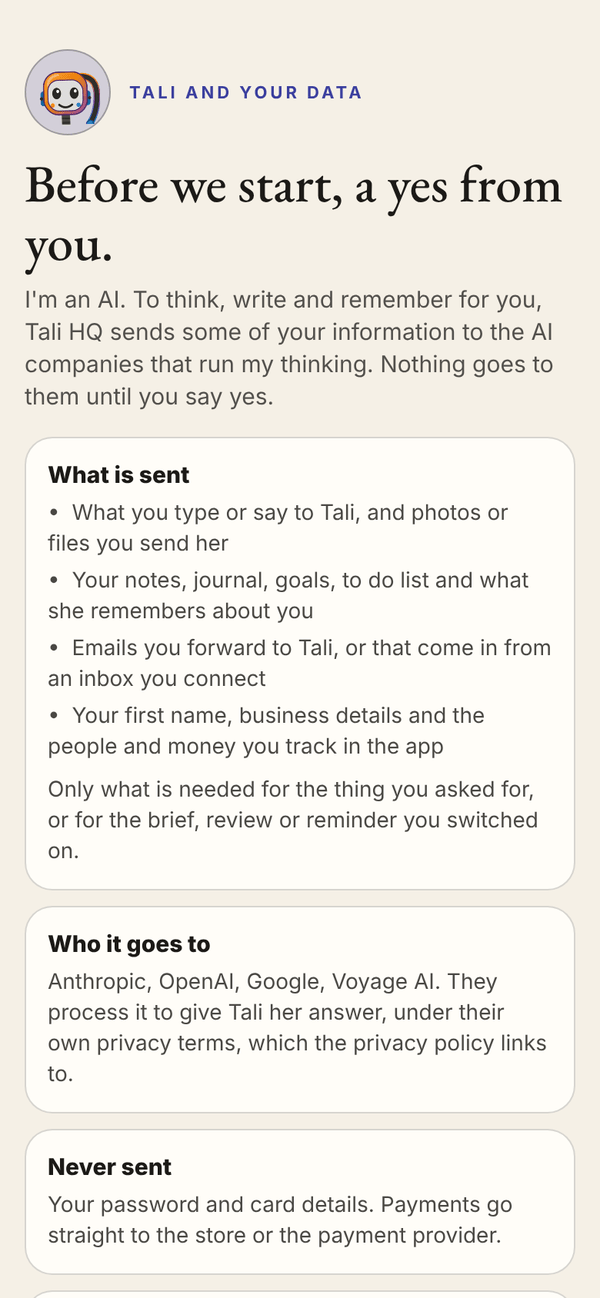 TALI AND YOUR DATA
Before we start, a yes from
you.
I'm an AI. To think, write and remember for you,
Tali HQ sends some of your information to the AI
companies that run my thinking. Nothing goes to
them until you say yes.
What is sent
• What you type or say to Tali, and photos or
files you send her
• Your notes, journal, goals, to do list and what
she remembers about you
• Emails you forward to Tali, or that come in from
an inbox you connect
• Your first name, business details and the
people and money you track in the app
Only what is needed for the thing you asked for,
or for the brief, review or reminder you switched
on.
Who it goes to
Anthropic, OpenAI, Google, Voyage AI. They
process it to give Tali her answer, under their
own privacy terms, which the privacy policy links
to.
Never sent
Your password and card details. Payments go
straight to the store or the payment provider.